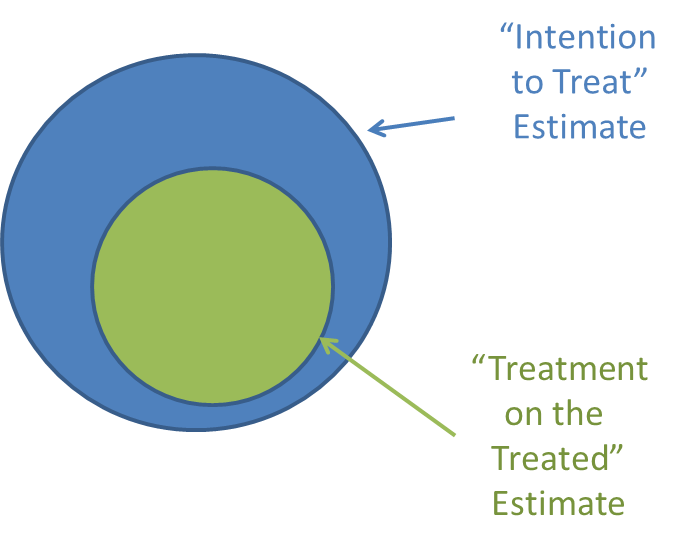 “Intention
to Treat”
Estimate
“Treatment
on the
Treated”
Estimate